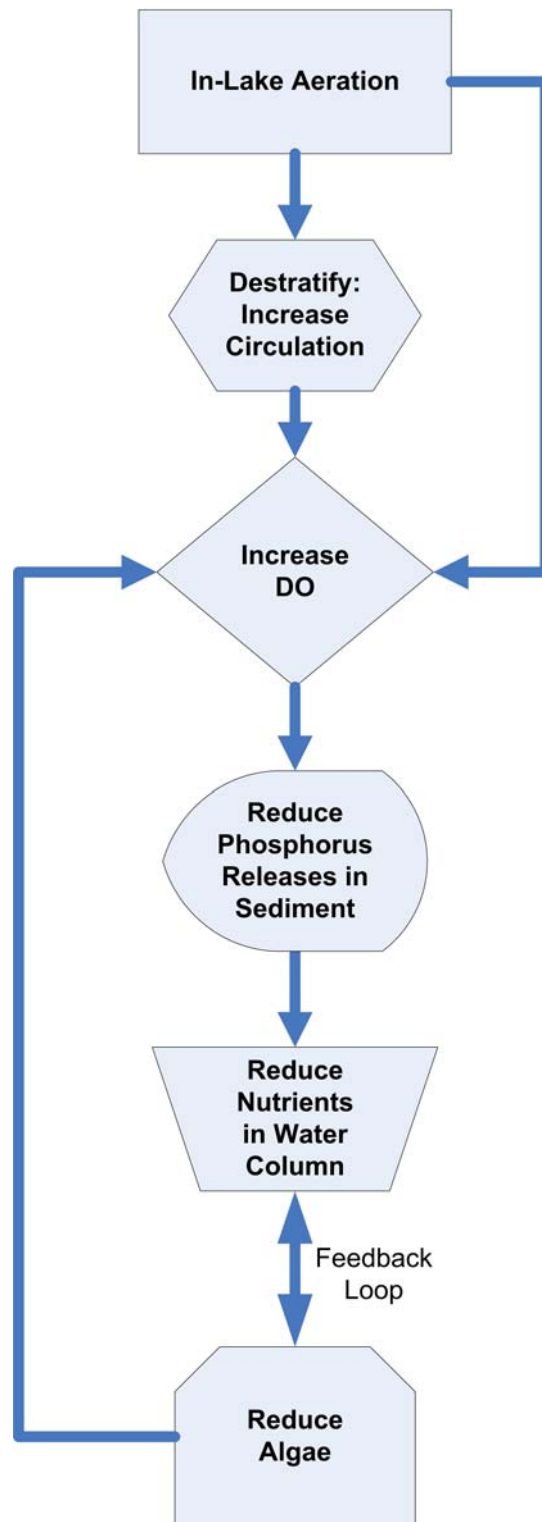 In-Lake Aeration
Destratify:
Increase
Circulation
Increase
DO
Reduce
Phosphorus
Releases in
Sediment
Reduce
Nutrients
in Water
Column
Feedback
Loop
Reduce
Algae